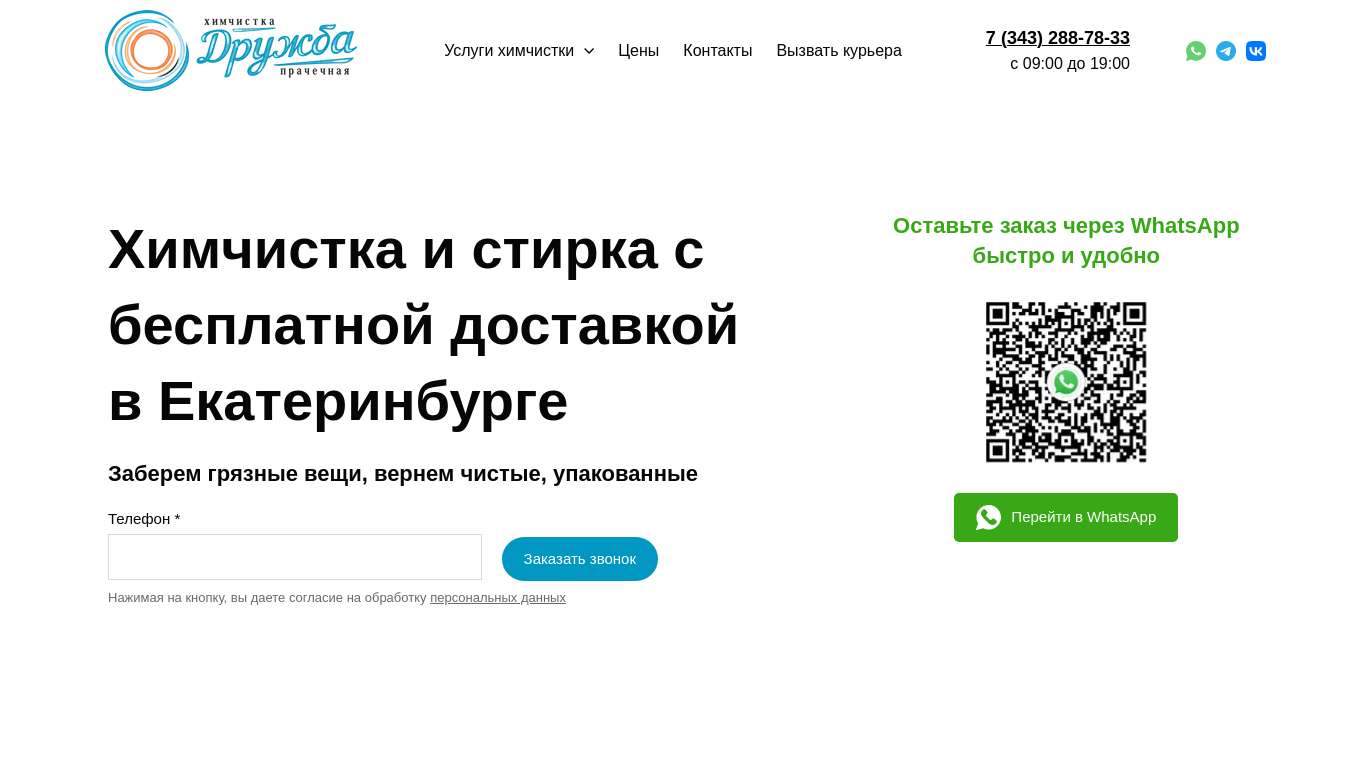 химчистка
Дружба
прачечная
Услуги химчистки
Цены
Контакты
Вызвать курьера
7 (343) 288-78-33
с 09:00 до 19:00
Химчистка и стирка с
бесплатной доставкой
в Екатеринбурге
Заберем грязные вещи, вернем чистые, упакованные
Телефон *
Заказать звонок
Нажимая на кнопку, вы даете согласие на обработку персональных данных
Оставьте заказ через WhatsApp
быстро и удобно
Перейти в WhatsApp